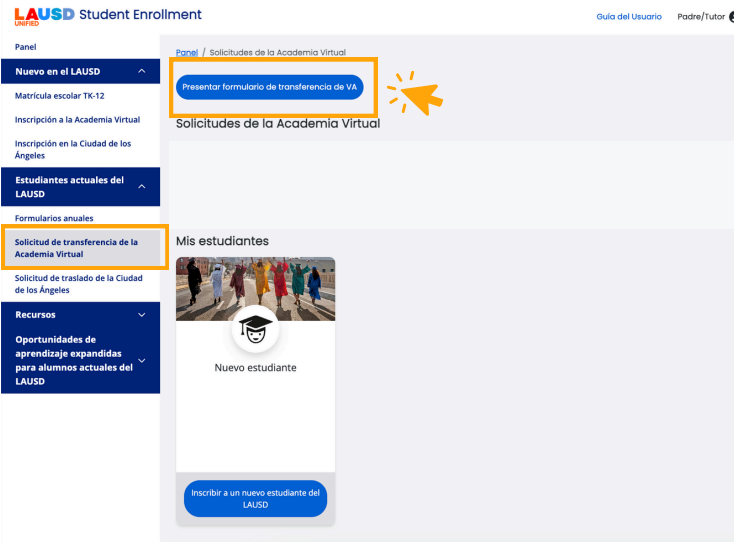 LAUSD Student Enrollment
UNIFIED
Guía del Usuario
Padre/Tutor
Panel
Nuevo en el LAUSD
Matrícula escolar TK-12
Inscripción a la Academia Virtual
Inscripción en la Ciudad de los
Ángeles
Estudiantes actuales del
LAUSD
Formularios anuales
Solicitud de transferencia de la
Academia Virtual
Solicitud de traslado de la Ciudad
de los Ángeles
Recursos
Oportunidades de
aprendizaje expandidas
para alumnos actuales del
LAUSD
Panel / Solicitudes de la Academia Virtual
Presentar formulario de transferencia de VA
Solicitudes de la Academia Virtual
Mis estudiantes
Nuevo estudiante
Inscribir a un nuevo estudiante del
LAUSD